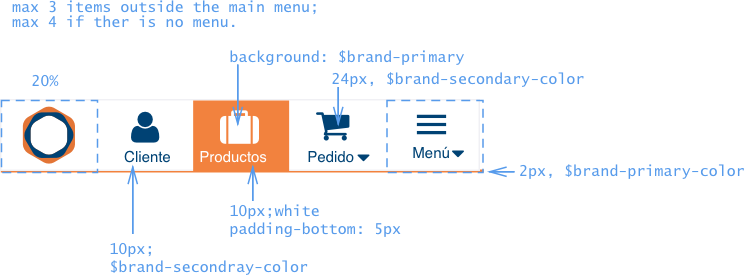 max 3 items outside the main menu;
max 4 if ther is no menu.
background: $brand-primary
20%
24px, $brand-secondary-color
Cliente
Productos
Pedido
Menú
2px, $brand-primary-color
10px;white
padding-bottom: 5px
10px;
$brand-secondray-color